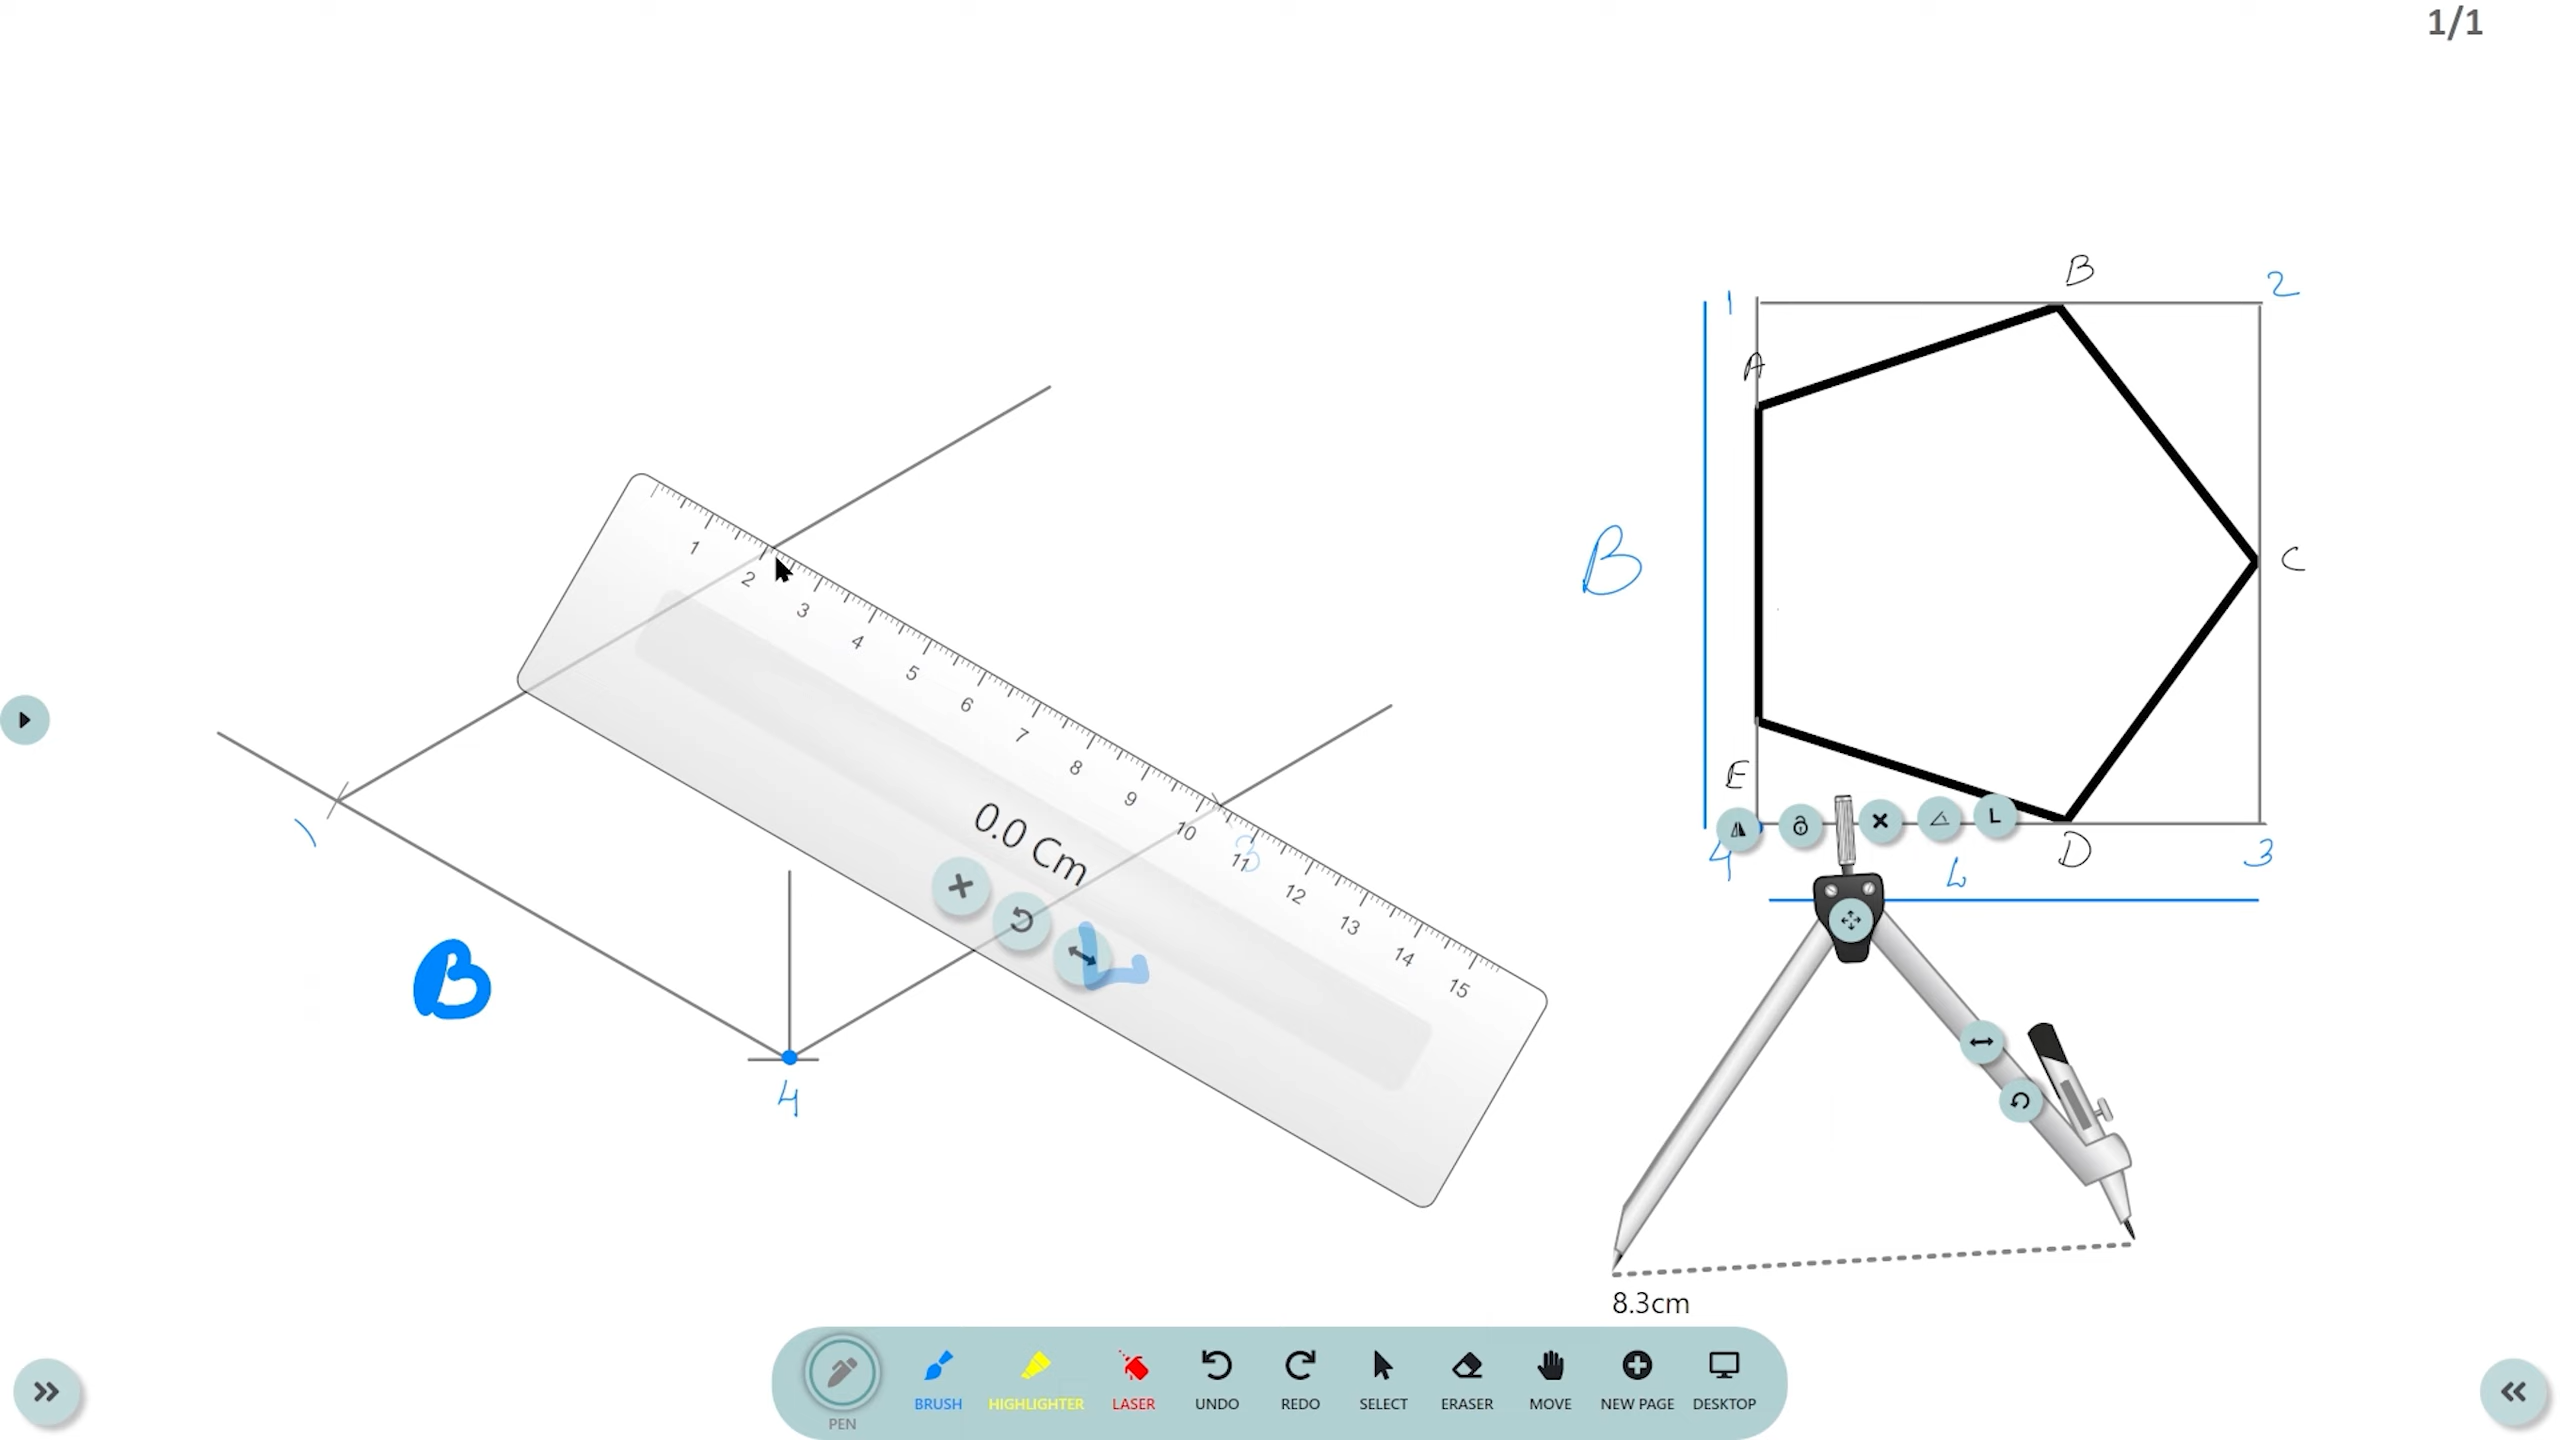 1/1
B
1
2
A
B
C
E
4
D
3
L
1 2 3 4 5 6 7 8 9 10 11 12 13 14 15
0.0 Cm
1
3
B
L
4
L
8.3cm
PEN
BRUSH
HIGHLIGHTER
LASER
UNDO
REDO
SELECT
ERASER
MOVE
NEW PAGE
DESKTOP